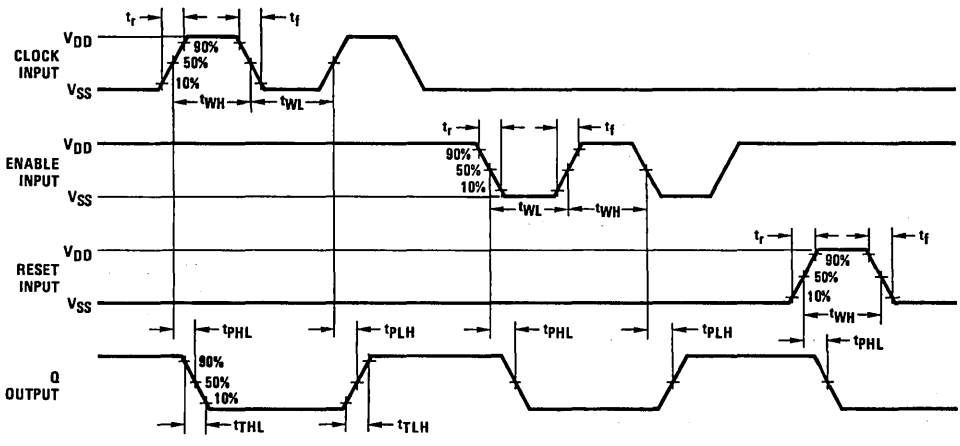 tr tf
VDD
CLOCK
INPUT
90%
50%
10%
VSS
tWH tWL
tr tf
VDD
ENABLE
INPUT
90%
50%
10%
VSS
tWL tWH
tr tf
VDD
RESET
INPUT
90%
50%
10%
VSS
tWH
tPHL tPLH tPHL tPLH tPHL
Q
OUTPUT
90%
50%
10%
tTHL tTLH